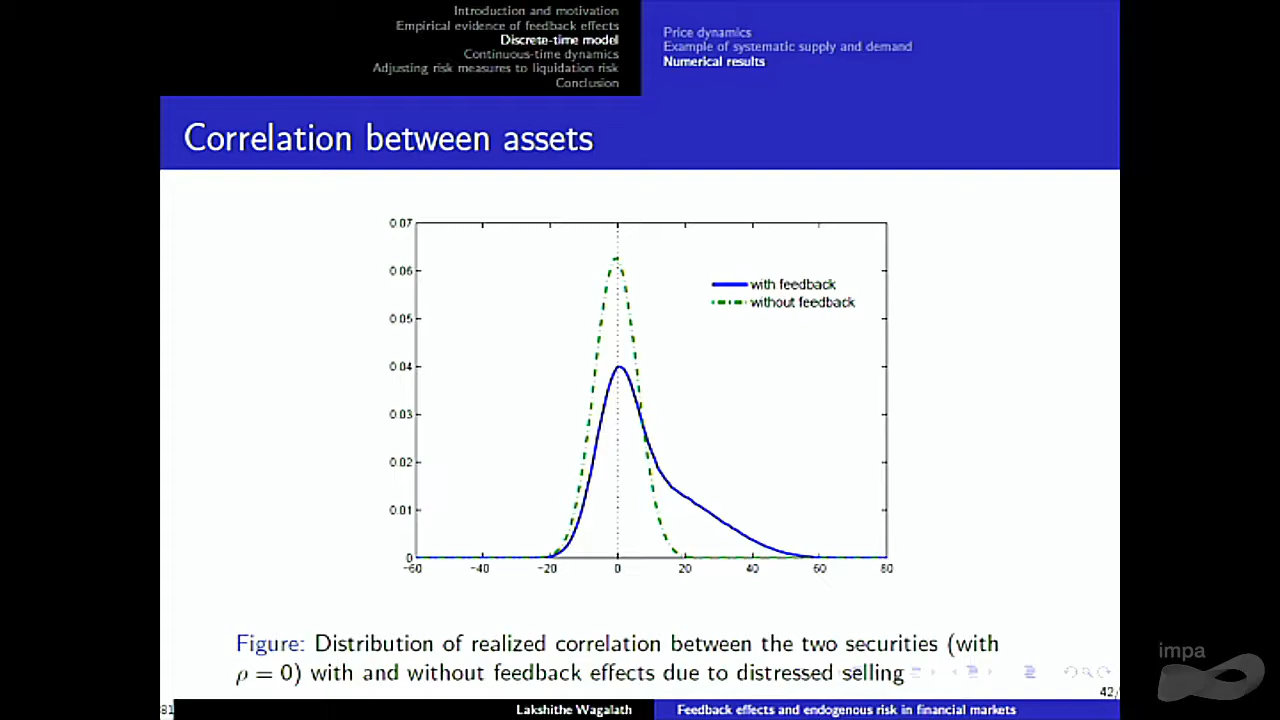 Introduction and motivation
Empirical evidence of feedback effects
Discrete-time model
Continuous-time dynamics
Adjusting risk measures to liquidation risk
Conclusion
Price dynamics
Example of systematic supply and demand
Numerical results
Correlation between assets
0.07
0.06
0.05
0.04
0.03
0.02
0.01
0
−60 −40 −20 0 20 40 60 80
with feedback
without feedback
Figure: Distribution of realized correlation between the two securities (with
ρ = 0) with and without feedback effects due to distressed selling
impa
42/
81
Lakshithe Wagalath
Feedback effects and endogenous risk in financial markets